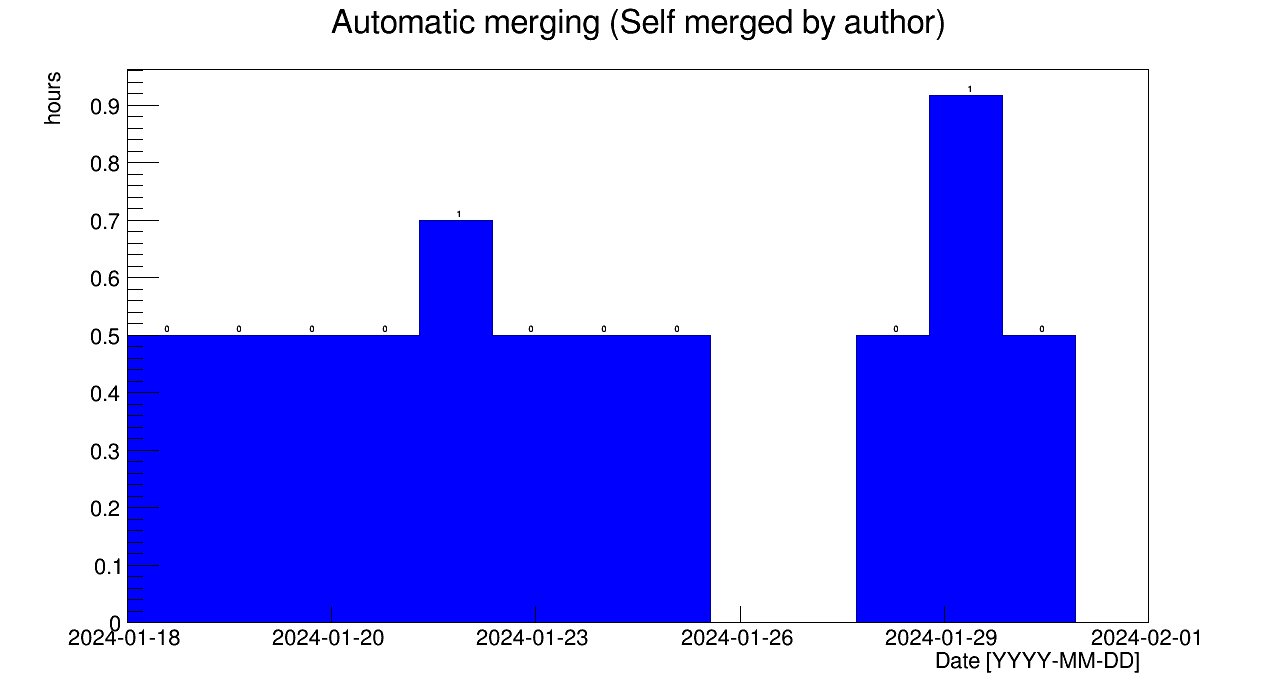 Automatic merging (Self merged by author)
hours
0.9
0.8
0.7
0.6
0.5
0.4
0.3
0.2
0.1
0
1
1
0 0 0 0 0 0 0 0 0
2024-01-18 2024-01-20 2024-01-23 2024-01-26 2024-01-29 2024-02-01
Date [YYYY-MM-DD]